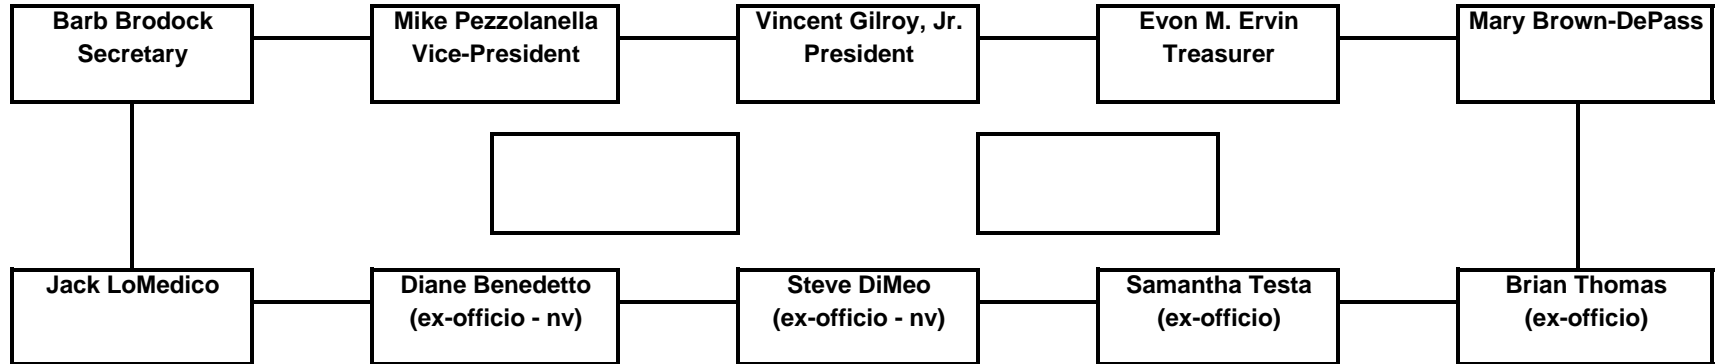 Barb Brodock
Secretary
Mike Pezzolanella
Vice-President
Vincent Gilroy, Jr.
President
Evon M. Ervin
Treasurer
Mary Brown-DePass
Jack LoMedico
Diane Benedetto
(ex-officio - nv)
Steve DiMeo
(ex-officio - nv)
Samantha Testa
(ex-officio)
Brian Thomas
(ex-officio)